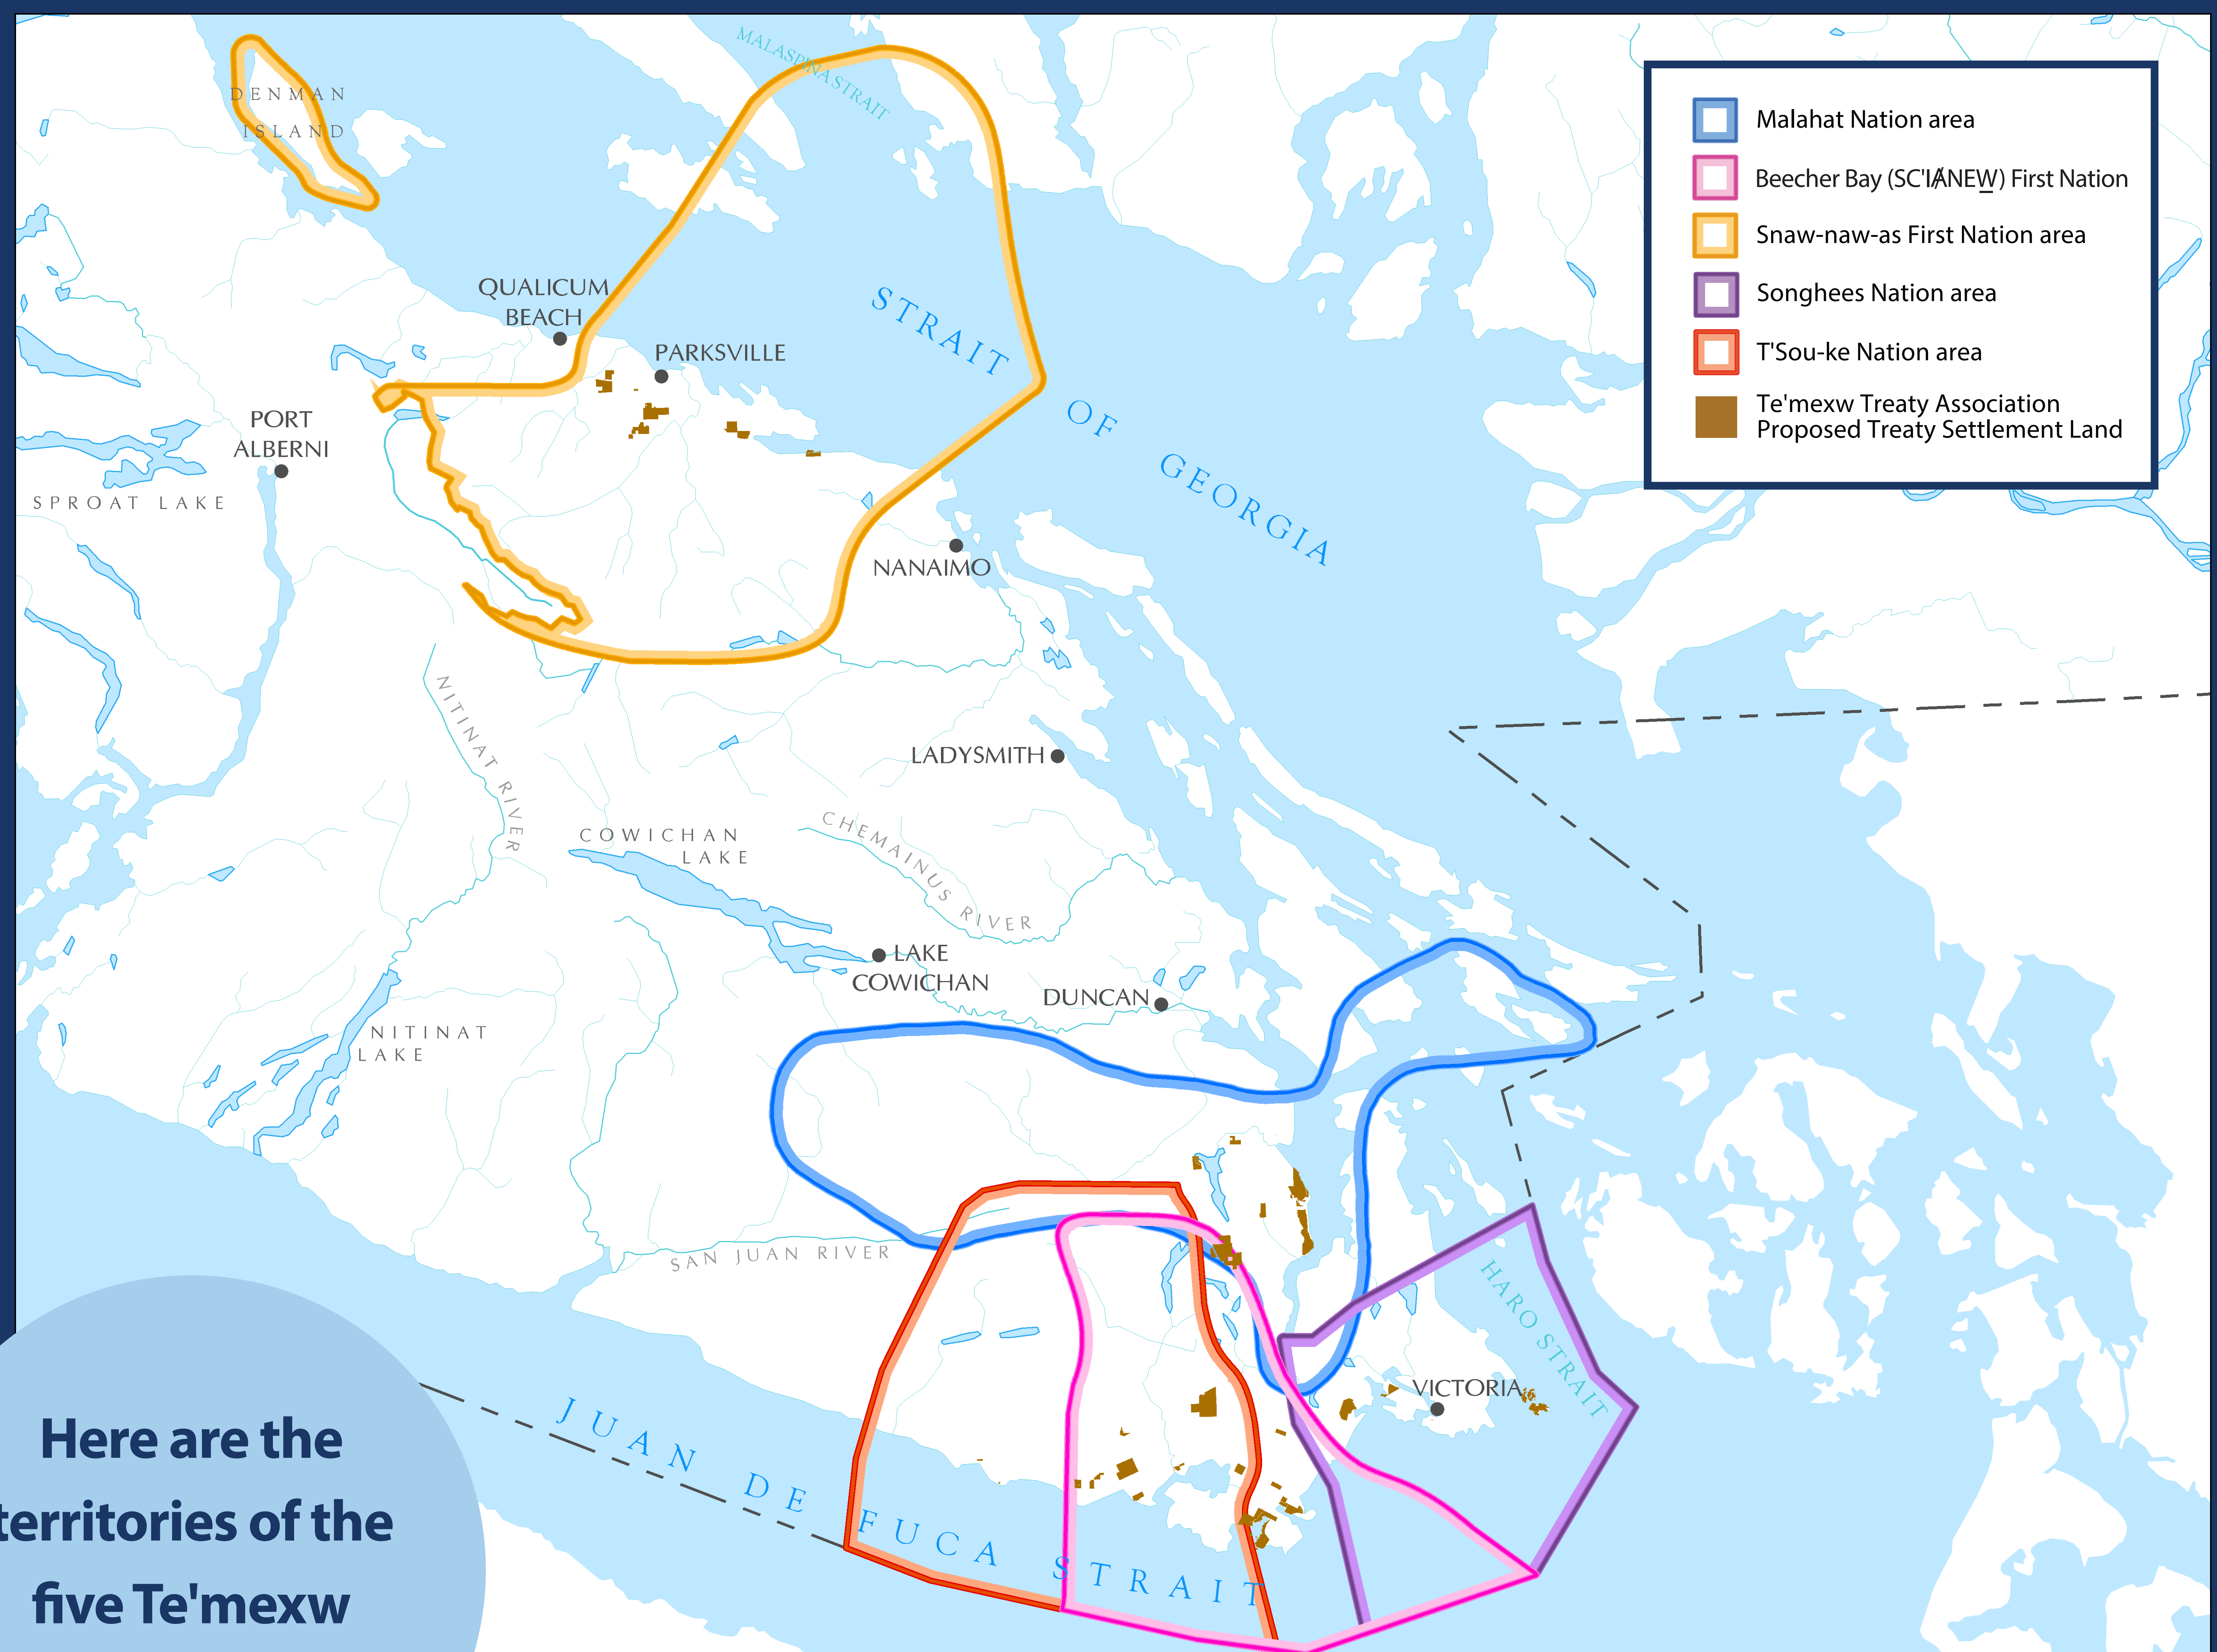 MALASPINA STRAIT
DENMAN
ISLAND
Malahat Nation area
Beecher Bay (SC'IȺNEW̲) First Nation
Snaw-naw-as First Nation area
Songhees Nation area
T'Sou-ke Nation area
Te'mexw Treaty Association
Proposed Treaty Settlement Land
QUALICUM
BEACH
PARKSVILLE
STRAIT OF GEORGIA
PORT
ALBERNI
SPROAT LAKE
NANAIMO
NITINAT RIVER
LADYSMITH
COWICHAN
LAKE
CHEMAINUS RIVER
LAKE
COWICHAN
DUNCAN
NITINAT
LAKE
SAN JUAN RIVER
HARO STRAIT
VICTORIA
JUAN DE FUCA STRAIT
Here are the
territories of the
five Te'mexw